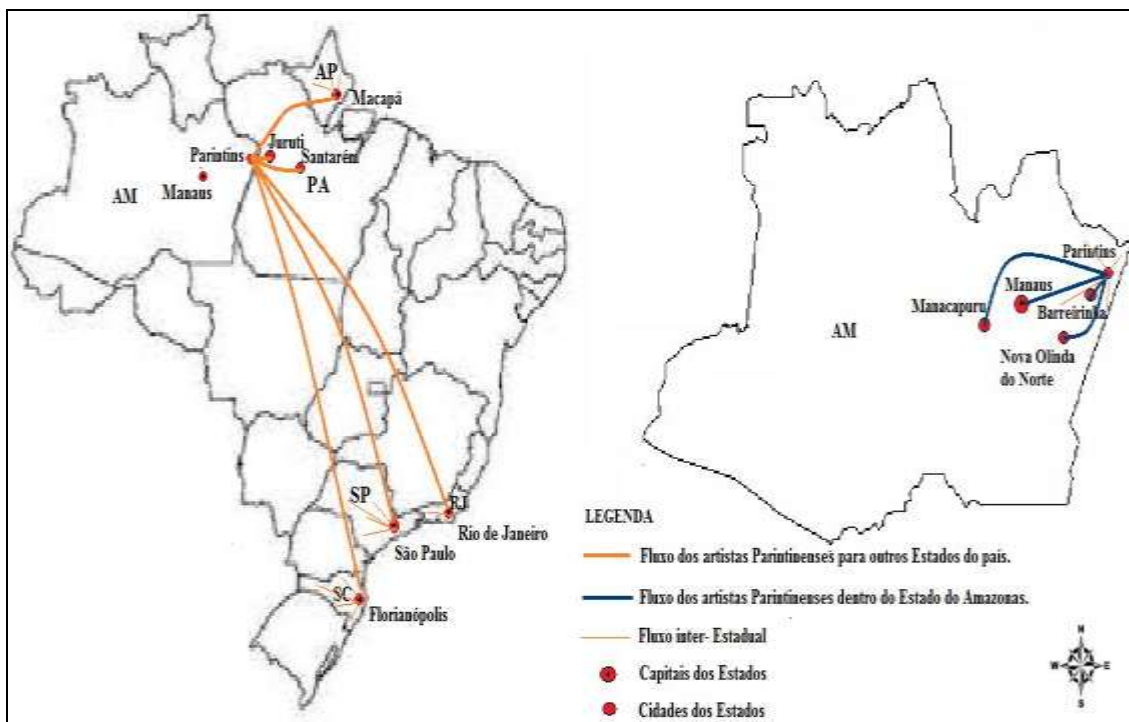 AP
Macapá
Juruti
Parintins
Santarém
PA
AM
Manaus
SP
RJ
Rio de Janeiro
São Paulo
SC
Florianópolis
Parintins
Manaus
Manacapuru
Barreirinha
AM
Nova Olinda
do Norte
LEGENDA
Fluxo dos artistas Parintinenses para outros Estados do país.
Fluxo dos artistas Parintinenses dentro do Estado do Amazonas.
Fluxo inter- Estadual
Capitais dos Estados
Cidades dos Estados
N
W
E
S